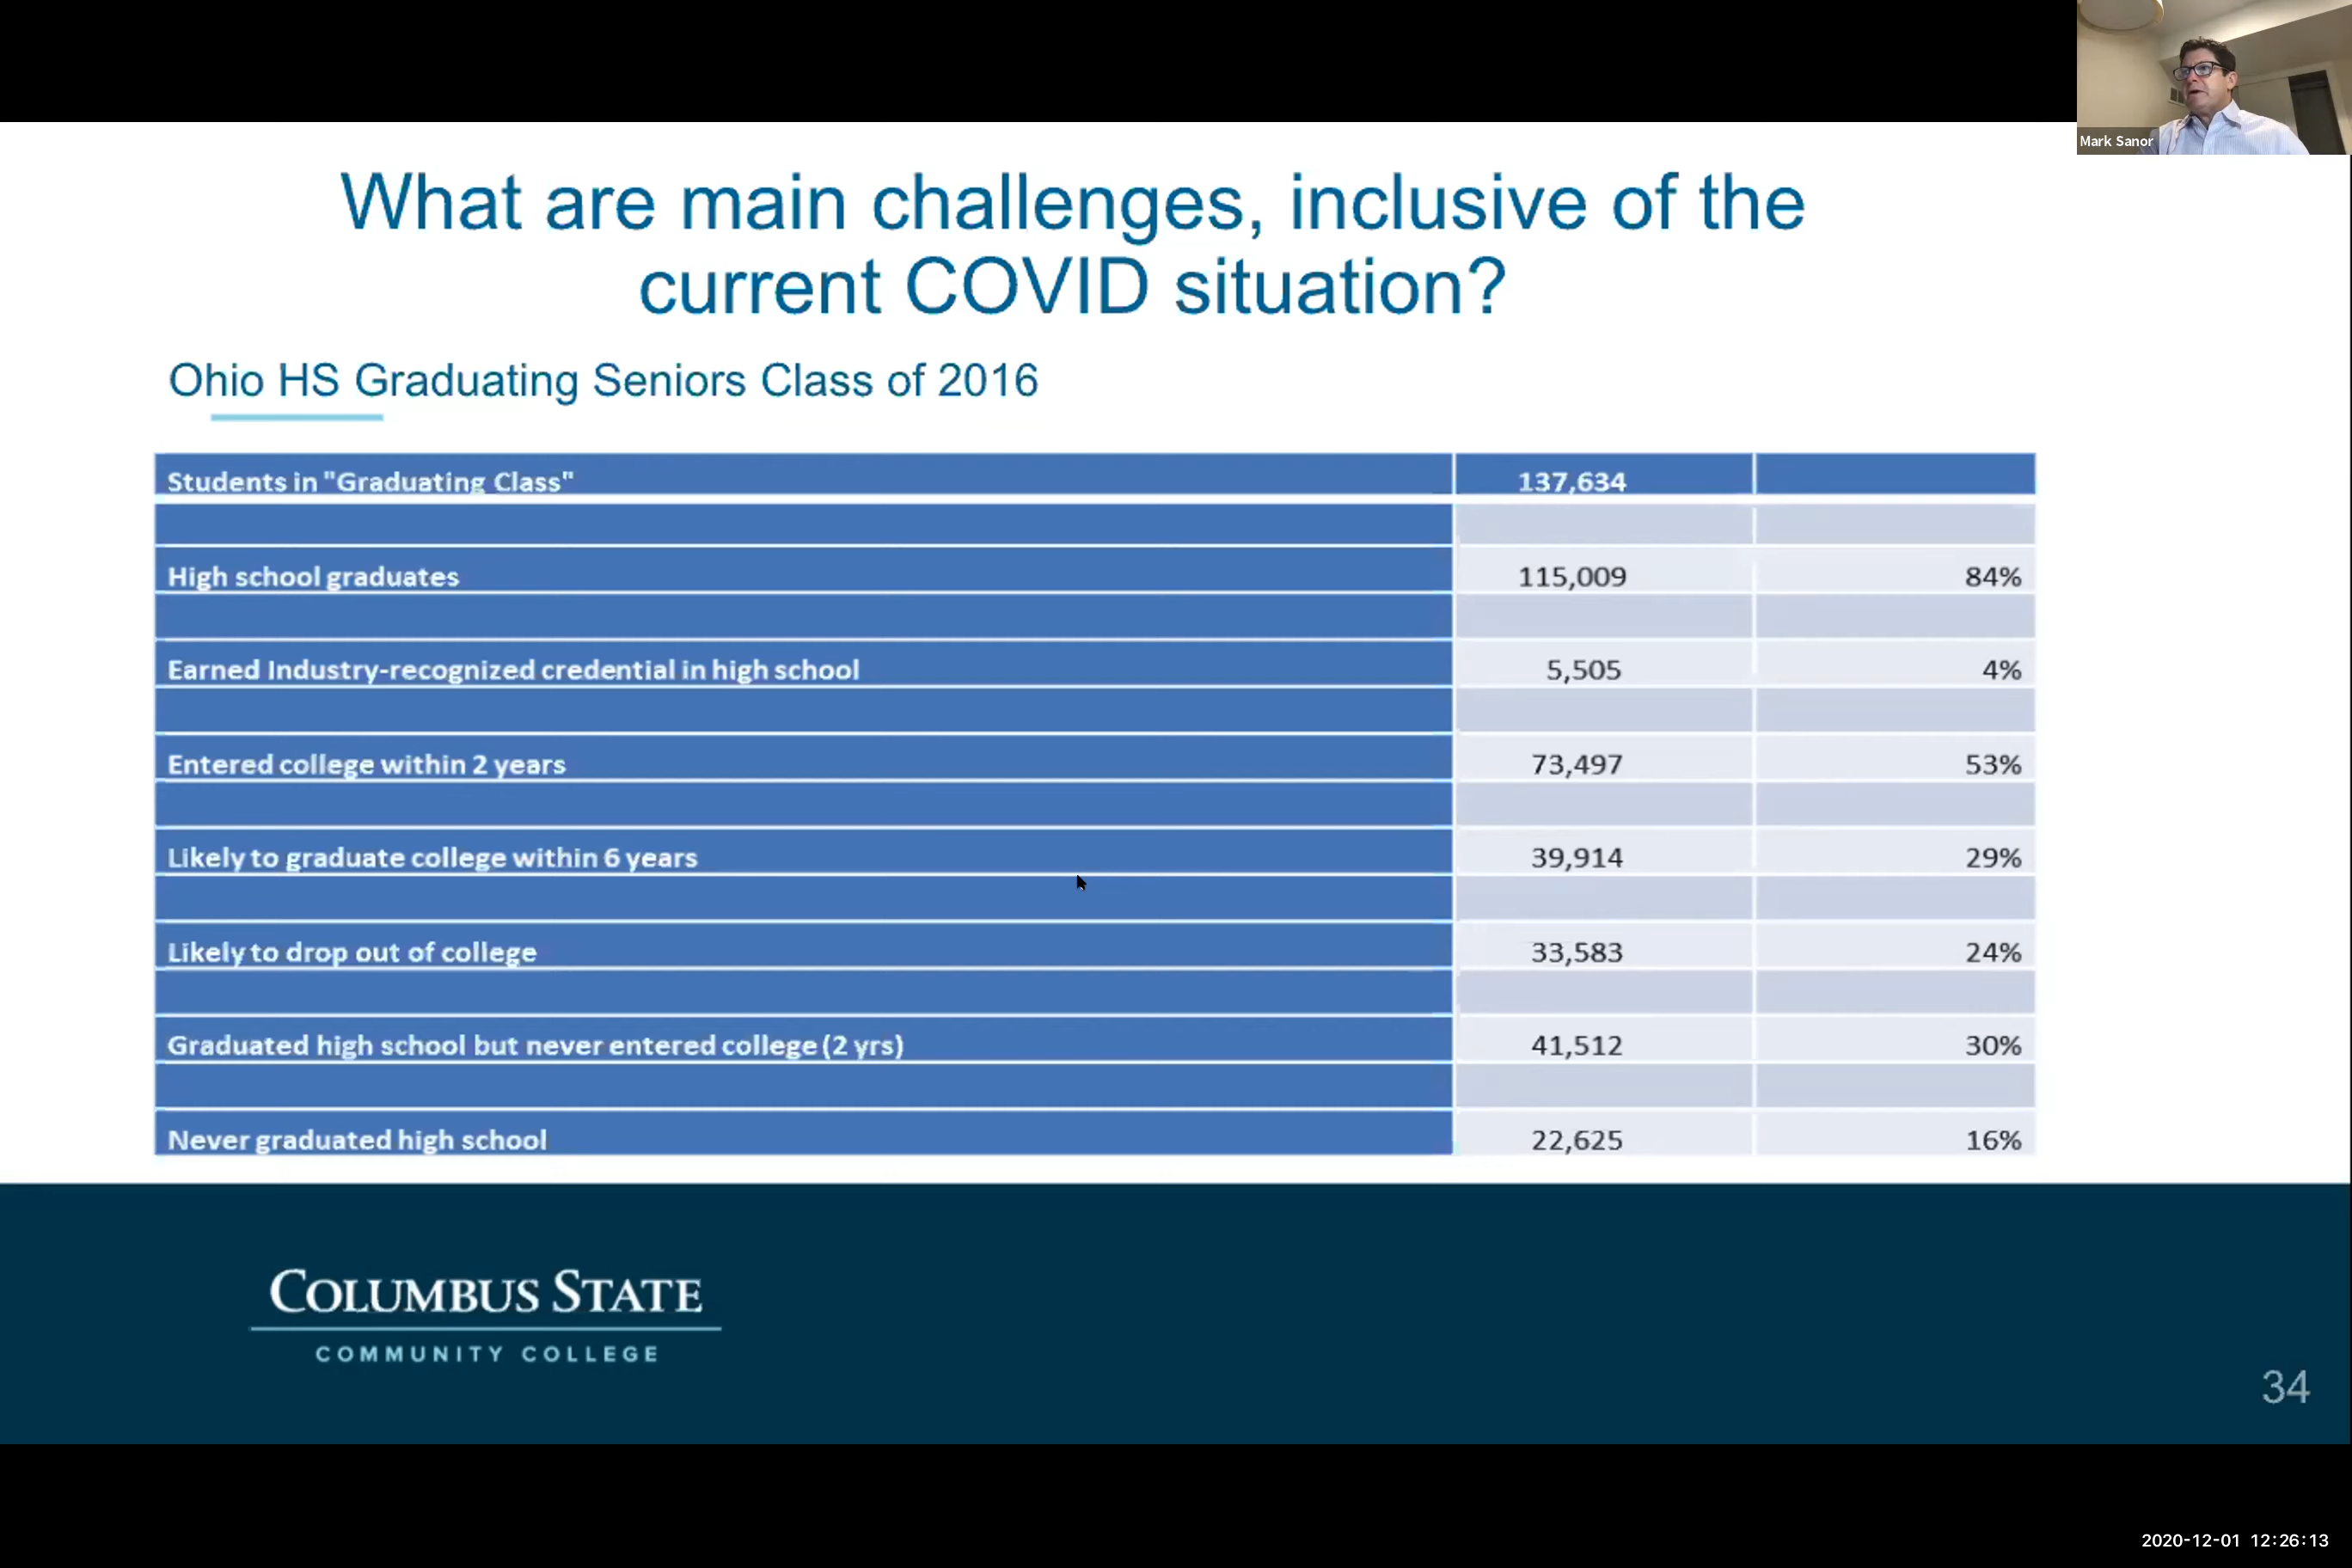 Mark Sanor
What are main challenges, inclusive of the
current COVID situation?
Ohio HS Graduating Seniors Class of 2016
Students in "Graduating Class" 137,634
High school graduates 115,009 84%
Earned Industry-recognized credential in high school 5,505 4%
Entered college within 2 years 73,497 53%
Likely to graduate college within 6 years 39,914 29%
Likely to drop out of college 33,583 24%
Graduated high school but never entered college (2 yrs) 41,512 30%
Never graduated high school 22,625 16%
COLUMBUS STATE
COMMUNITY COLLEGE
34
2020-12-01 12:26:13